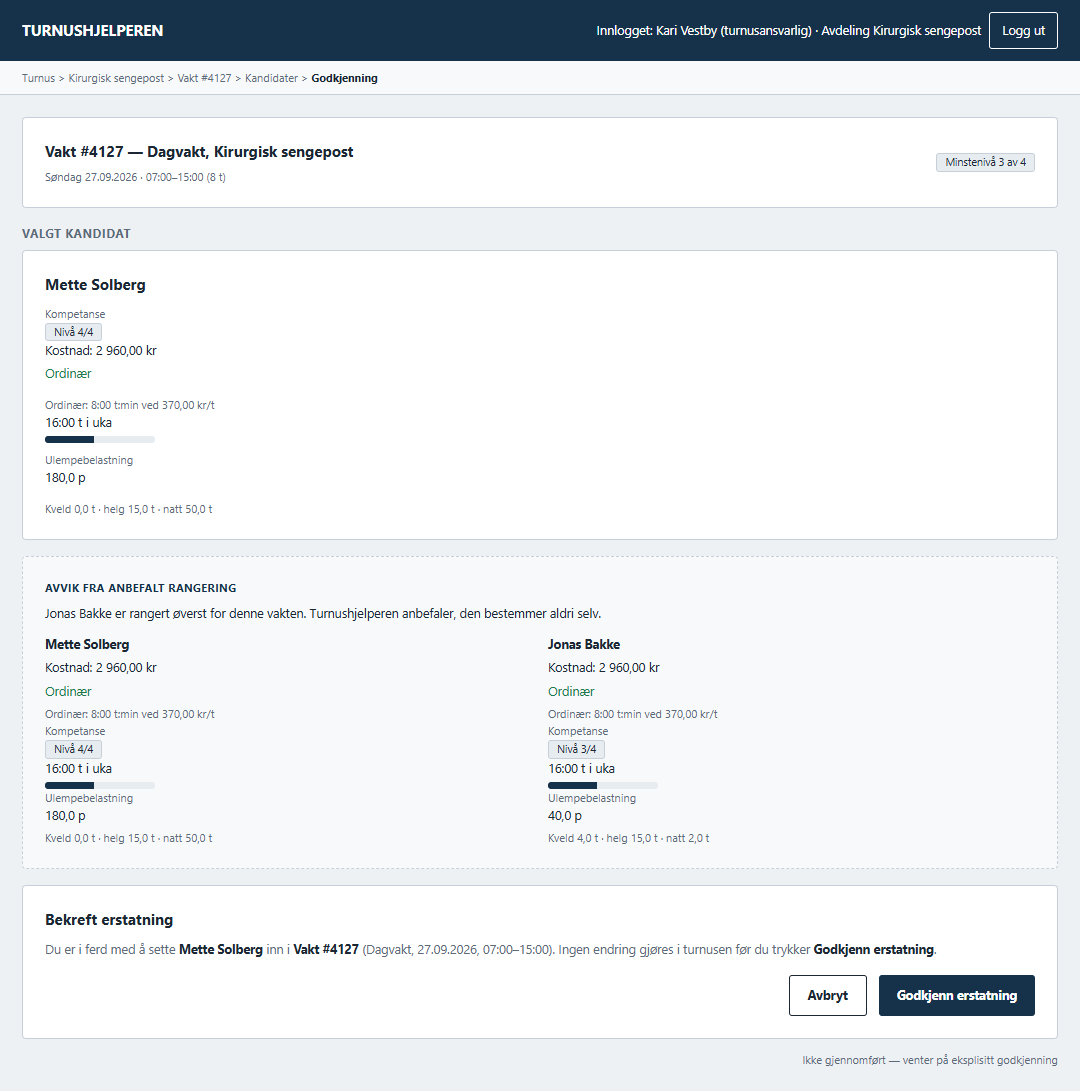 TURNUSHJELPEREN
Innlogget: Kari Vestby (turnusansvarlig) · Avdeling Kirurgisk sengepost
Logg ut
Turnus > Kirurgisk sengepost > Vakt #4127 > Kandidater > Godkjenning
Vakt #4127 — Dagvakt, Kirurgisk sengepost
Søndag 27.09.2026 · 07:00–15:00 (8 t)
Minstenivå 3 av 4
VALGT KANDIDAT
Mette Solberg
Kompetanse
Nivå 4/4
Kostnad: 2 960,00 kr
Ordinær
Ordinær: 8:00 t:min ved 370,00 kr/t
16:00 t i uka
Ulempebelastning
180,0 p
Kveld 0,0 t · helg 15,0 t · natt 50,0 t
AVVIK FRA ANBEFALT RANGERING
Jonas Bakke er rangert øverst for denne vakten. Turnushjelperen anbefaler, den bestemmer aldri selv.
Mette Solberg
Kostnad: 2 960,00 kr
Ordinær
Ordinær: 8:00 t:min ved 370,00 kr/t
Kompetanse
Nivå 4/4
16:00 t i uka
Ulempebelastning
180,0 p
Kveld 0,0 t · helg 15,0 t · natt 50,0 t
Jonas Bakke
Kostnad: 2 960,00 kr
Ordinær
Ordinær: 8:00 t:min ved 370,00 kr/t
Kompetanse
Nivå 3/4
16:00 t i uka
Ulempebelastning
40,0 p
Kveld 4,0 t · helg 15,0 t · natt 2,0 t
Bekreft erstatning
Du er i ferd med å sette Mette Solberg inn i Vakt #4127 (Dagvakt, 27.09.2026, 07:00–15:00). Ingen endring gjøres i turnusen før du trykker Godkjenn erstatning.
Avbryt
Godkjenn erstatning
Ikke gjennomført — venter på eksplisitt godkjenning